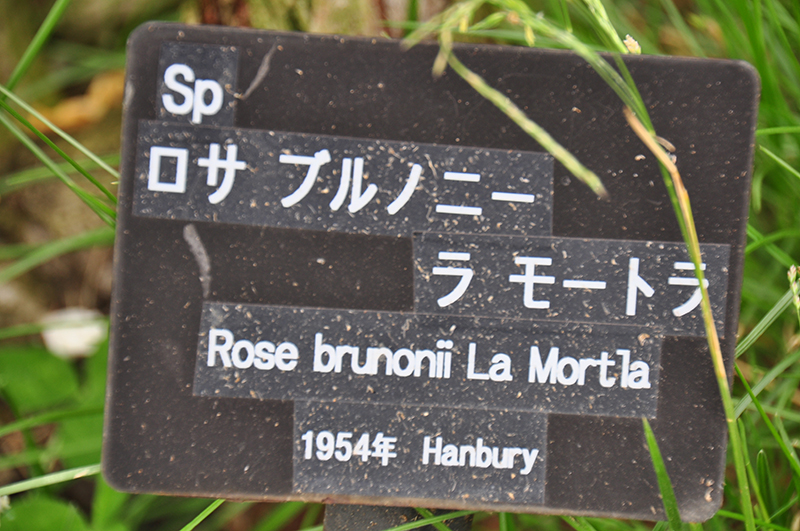 Sp
ロサ ブルノニー
ラ モートラ
Rose brunonii La Mortla
1954年 Hanbury